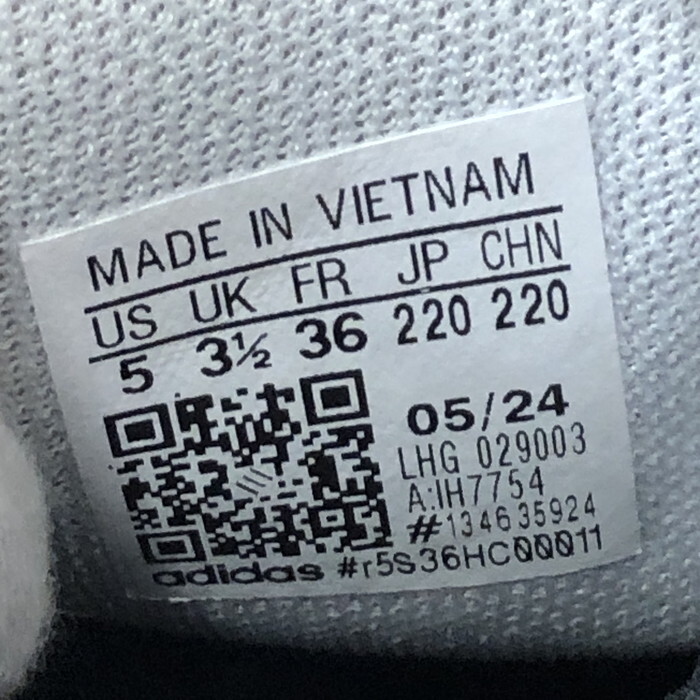 MADE IN VIETNAM
US UK FR JP CHN
5 3½ 36 220 220
05/24
LHG 029003
A:IH7754
#134635924
adidas #r5S36HC00011